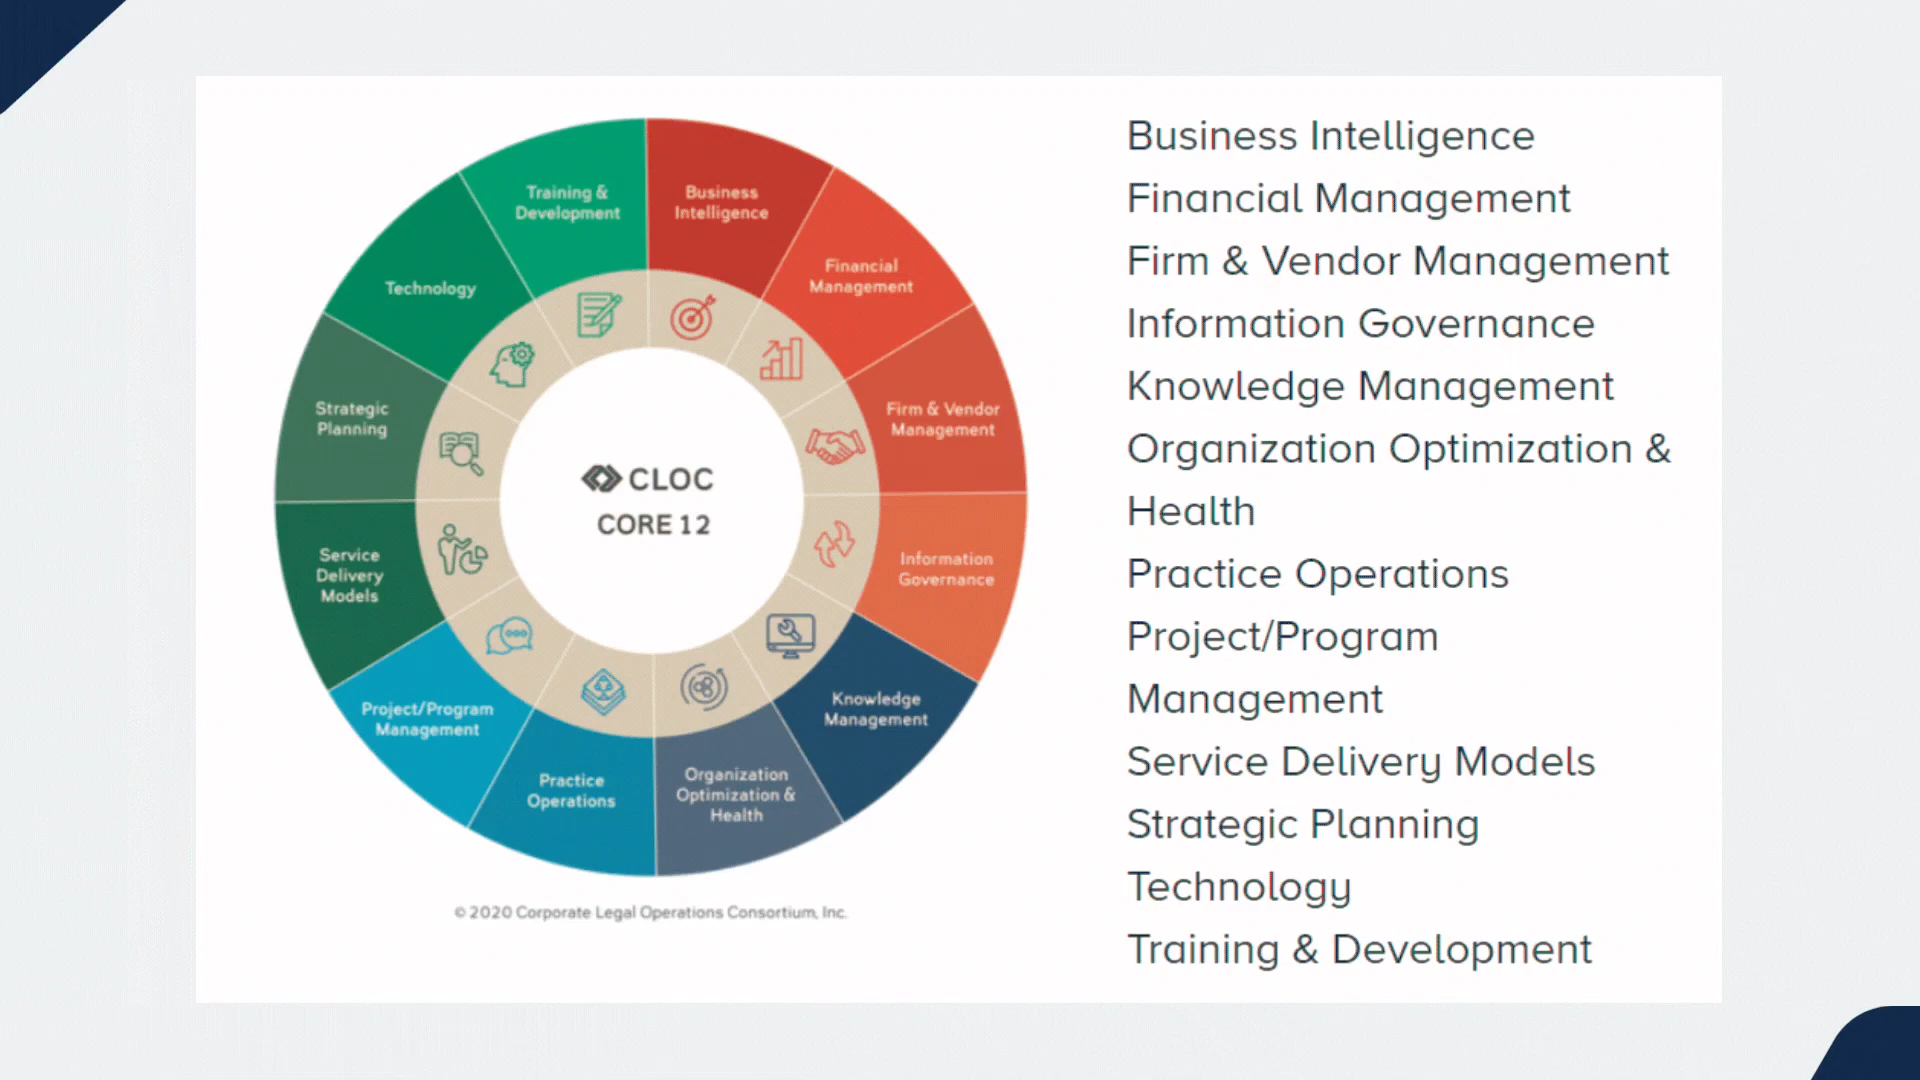 Training &
Development
Business
Intelligence
Financial
Management
Technology
Strategic
Planning
Firm & Vendor
Management
CLOC
CORE 12
Service
Delivery
Models
Information
Governance
Project/Program
Management
Knowledge
Management
Practice
Operations
Organization
Optimization &
Health
© 2020 Corporate Legal Operations Consortium, Inc.
Business Intelligence
Financial Management
Firm & Vendor Management
Information Governance
Knowledge Management
Organization Optimization &
Health
Practice Operations
Project/Program
Management
Service Delivery Models
Strategic Planning
Technology
Training & Development